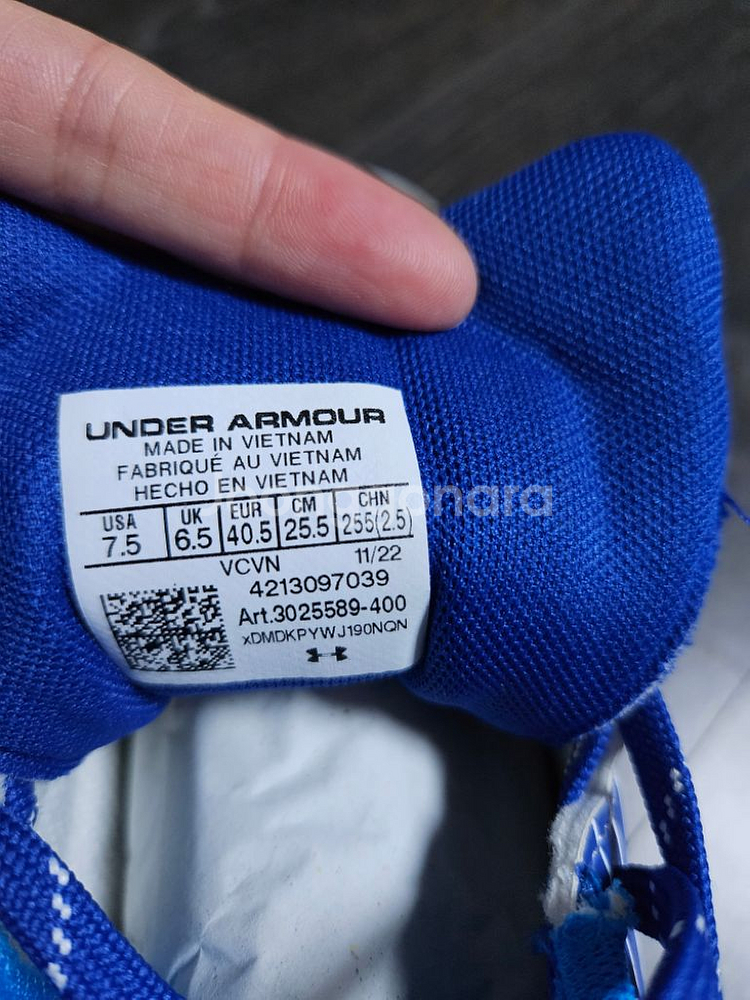 UNDER ARMOUR
MADE IN VIETNAM
FABRIQUÉ AU VIETNAM
HECHO EN VIETNAM
USA UK EUR CM CHN
7.5 6.5 40.5 25.5 255(2.5)
VCVN 11/22
4213097039
Art.3025589-400
xDMDKPYWJ190NQN